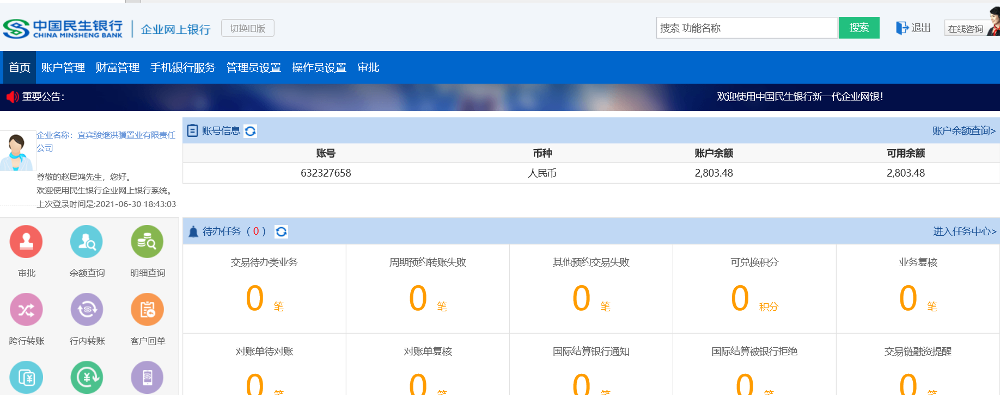 中国民生银行
CHINA MINSHENG BANK
企业网上银行
切换旧版
搜索 功能名称
搜索
退出
在线咨询
首页 账户管理 财富管理 手机银行服务 管理员设置 操作员设置 审批
重要公告:
欢迎使用中国民生银行新一代企业网银!
企业名称: 宜宾骏继洪骥置业有限责任
公司
尊敬的赵居鸿先生，您好。
欢迎使用民生银行企业网上银行系统。
上次登录时间是:2021-06-30 18:43:03
账号信息
账户余额查询>
账号 币种 账户余额 可用余额
632327658 人民币 2,803.48 2,803.48
审批 余额查询 明细查询
跨行转账 行内转账 客户回单
待办任务（0）
进入任务中心>
交易待办类业务 周期预约转账失败 其他预约交易失败 可兑换积分 业务复核
0 笔 0 笔 0 笔 0 积分 0 笔
对账单待对账 对账单复核 国际结算银行通知 国际结算被银行拒绝 交易链融资提醒
0 笔 0 笔 0 笔 0 笔 0 笔